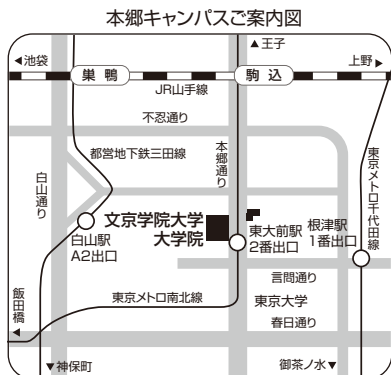 本郷キャンパスご案内図
▲王子
◀池袋
上野▶
巣鴨
駒込
JR山手線
不忍通り
都営地下鉄三田線
白山通り
本郷通り
東京メトロ千代田線
文京学院大学
大学院
白山駅
A2出口
東大前駅
2番出口
根津駅
1番出口
言問通り
飯田橋
東京メトロ南北線
東京大学
春日通り
▼神保町
御茶ノ水▼